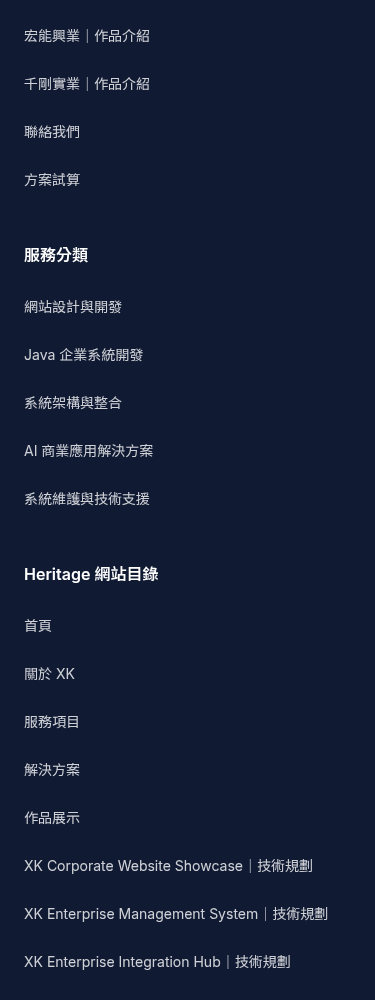 宏能興業｜作品介紹
千剛實業｜作品介紹
聯絡我們
方案試算
服務分類
網站設計與開發
Java 企業系統開發
系統架構與整合
AI 商業應用解決方案
系統維護與技術支援
Heritage 網站目錄
首頁
關於 XK
服務項目
解決方案
作品展示
XK Corporate Website Showcase｜技術規劃
XK Enterprise Management System｜技術規劃
XK Enterprise Integration Hub｜技術規劃